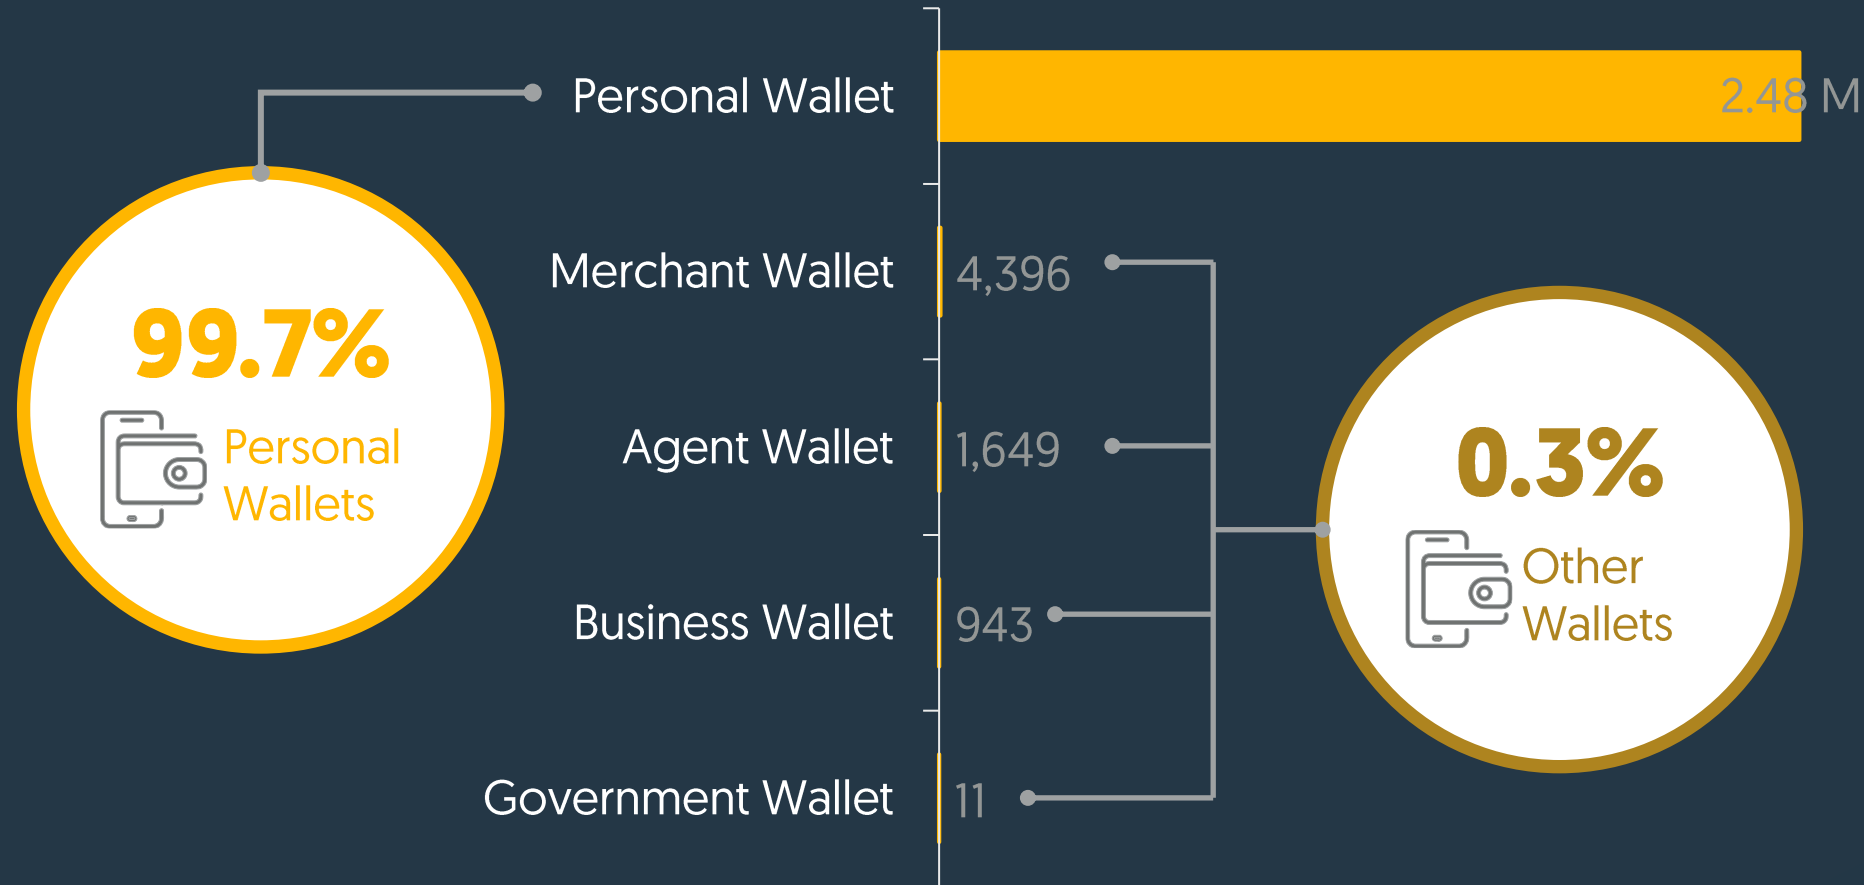 Personal Wallet
2.48 M
99.7%
Personal
Wallets
Merchant Wallet
4,396
Agent Wallet
1,649
Business Wallet
943
Government Wallet
11
0.3%
Other
Wallets